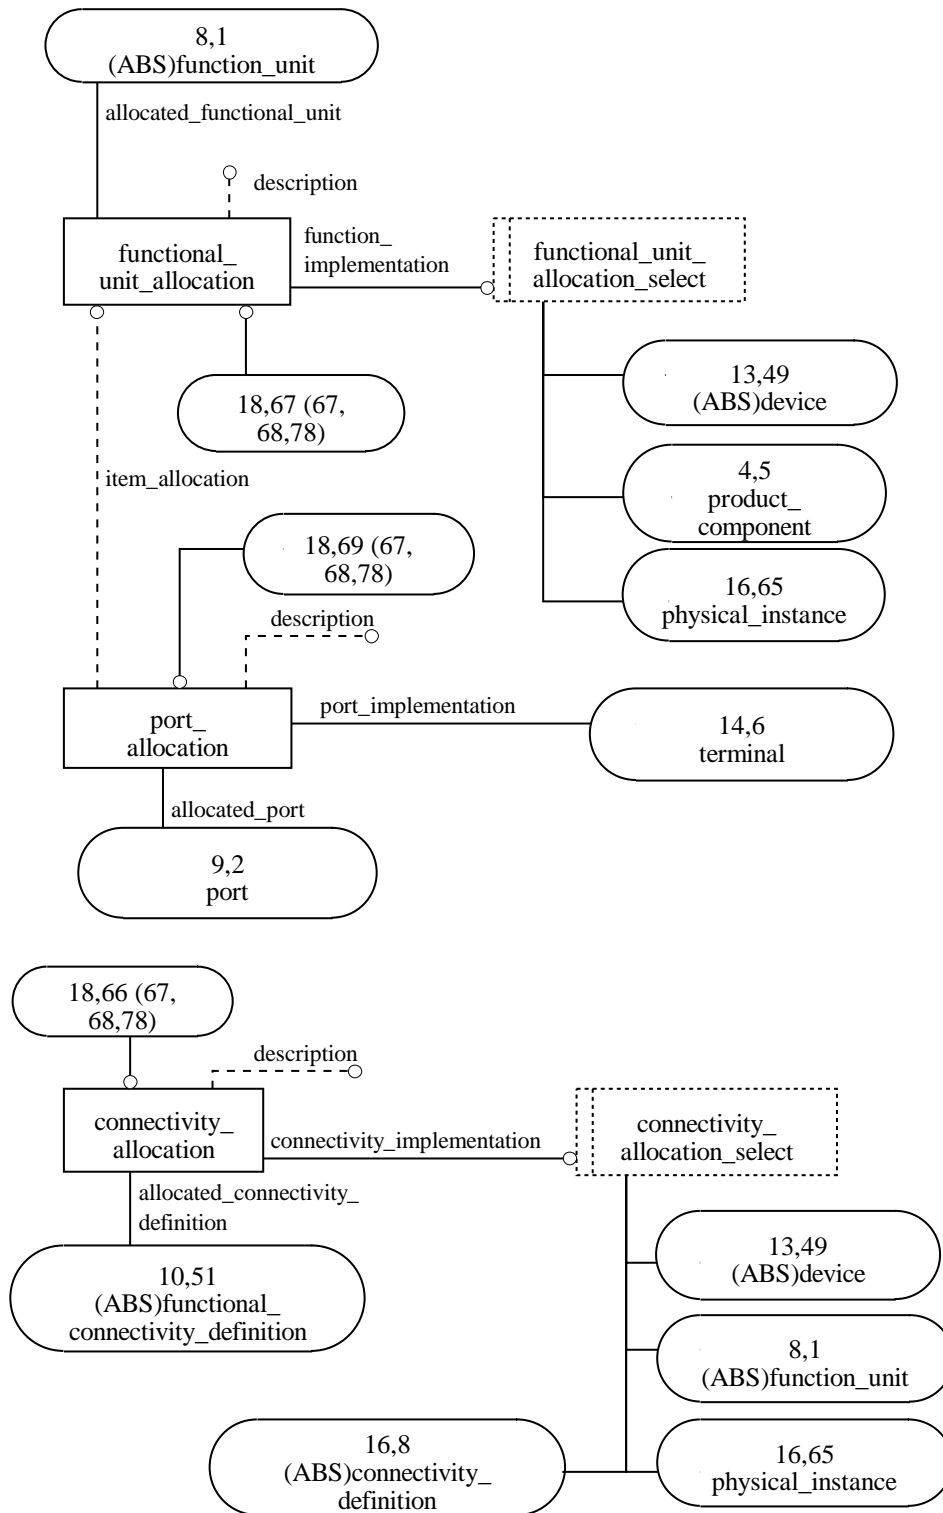 8,1
(ABS)function_unit
allocated_functional_unit
description
functional_
unit_allocation
function_
implementation
functional_unit_
allocation_select
13,49
(ABS)device
18,67 (67,
68,78)
4,5
product_
component
item_allocation
18,69 (67,
68,78)
16,65
physical_instance
description
port_
allocation
port_implementation
14,6
terminal
allocated_port
9,2
port
18,66 (67,
68,78)
description
connectivity_
allocation
connectivity_implementation
connectivity_
allocation_select
allocated_connectivity_
definition
13,49
(ABS)device
10,51
(ABS)functional_
connectivity_definition
8,1
(ABS)function_unit
16,8
(ABS)connectivity_
definition
16,65
physical_instance